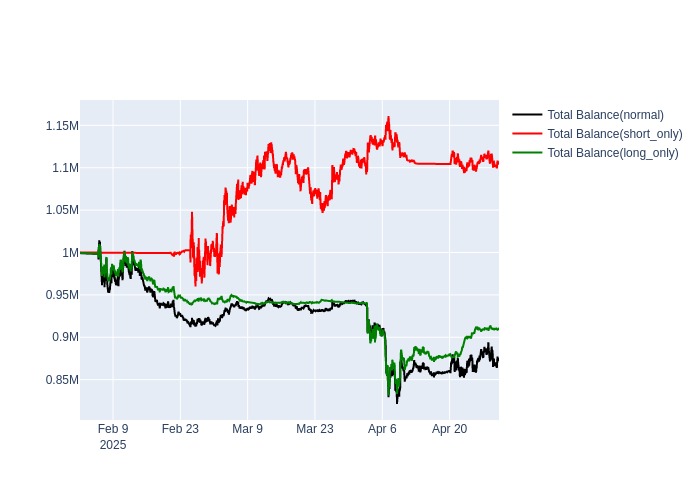 Total Balance(normal)
Total Balance(short_only)
Total Balance(long_only)
1.15M
1.1M
1.05M
1M
0.95M
0.9M
0.85M
Feb 9 Feb 23 Mar 9 Mar 23 Apr 6 Apr 20
2025